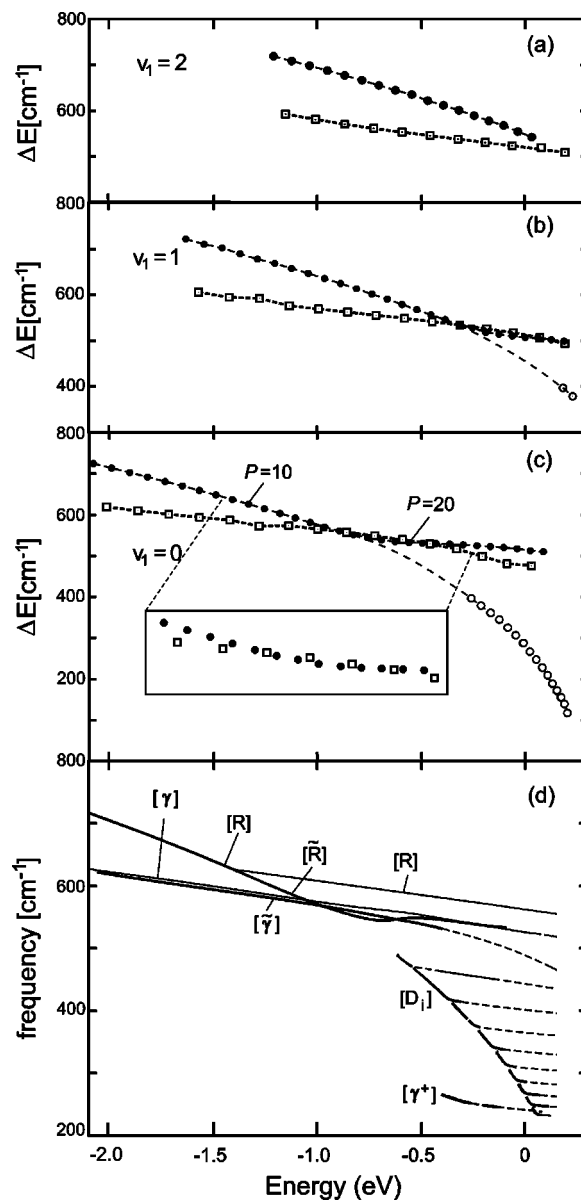 (a)
800
v₁ = 2
ΔE[cm⁻¹]
600
800
(b)
v₁ = 1
ΔE[cm⁻¹]
600
400
800
(c)
P=10
P=20
600
v₁ = 0
ΔE[cm⁻¹]
400
200
800
(d)
[γ]
[R]
[R̃]
[R]
600
[γ̃]
frequency [cm⁻¹]
400
[Dᵢ]
[γ⁺]
200
-2.0 -1.5 -1.0 -0.5 0
Energy (eV)